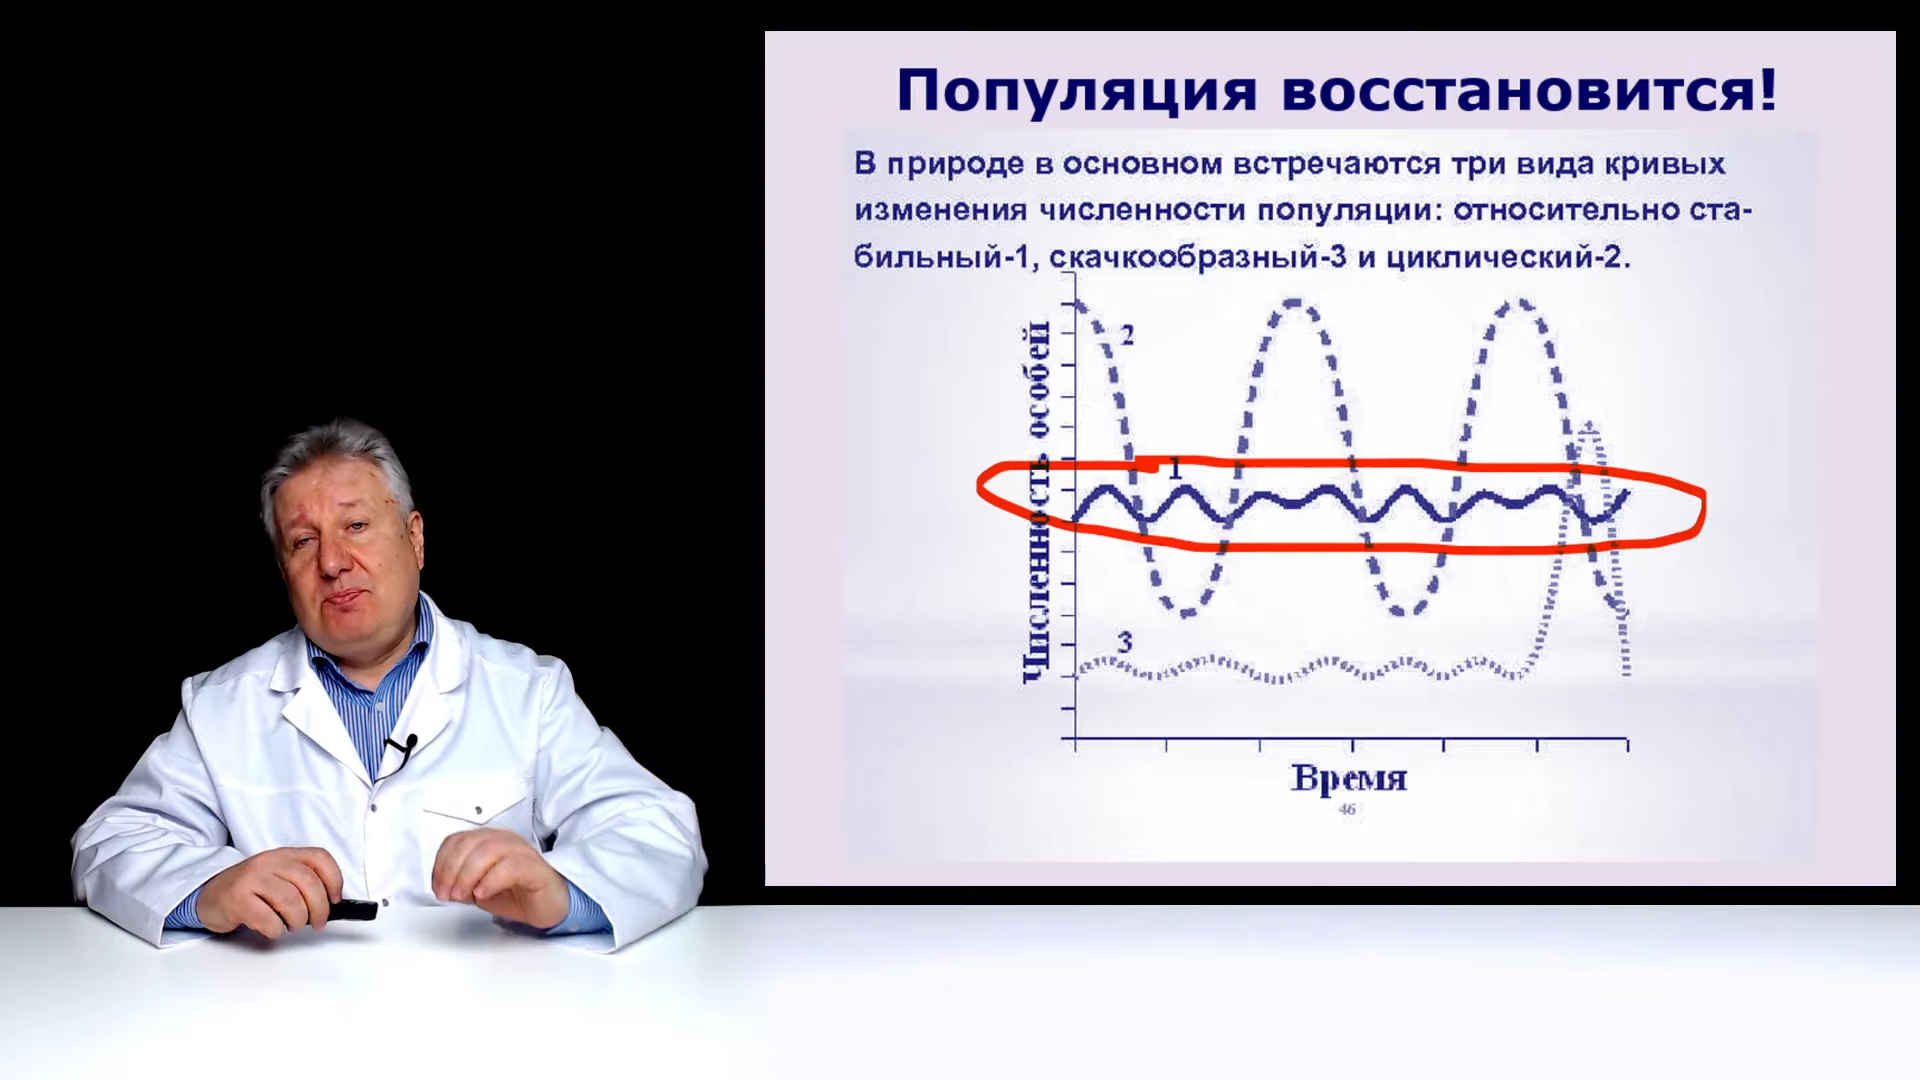 Популяция восстановится!
В природе в основном встречаются три вида кривых
изменения численности популяции: относительно ста-
бильный-1, скачкообразный-3 и циклический-2.
Численность особей
2
1
3
Время
46